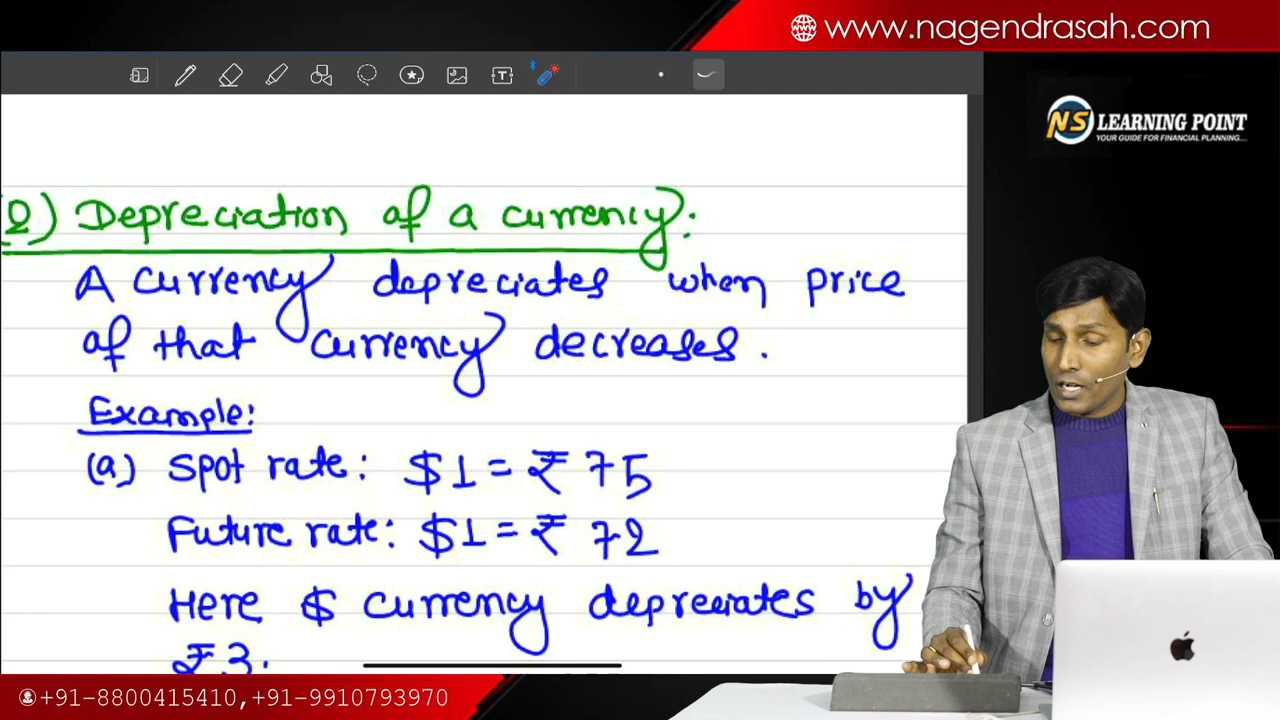 www.nagendrasah.com
NS LEARNING POINT
YOUR GUIDE FOR FINANCIAL PLANNING....
(2) Depreciation of a currency:
A currency depreciates when price
of that currency decreases.
Example:
(a) Spot rate: $1 = ₹ 75
Future rate: $1 = ₹ 72
Here $ currency depreciates by
₹3.
+91-8800415410,+91-9910793970